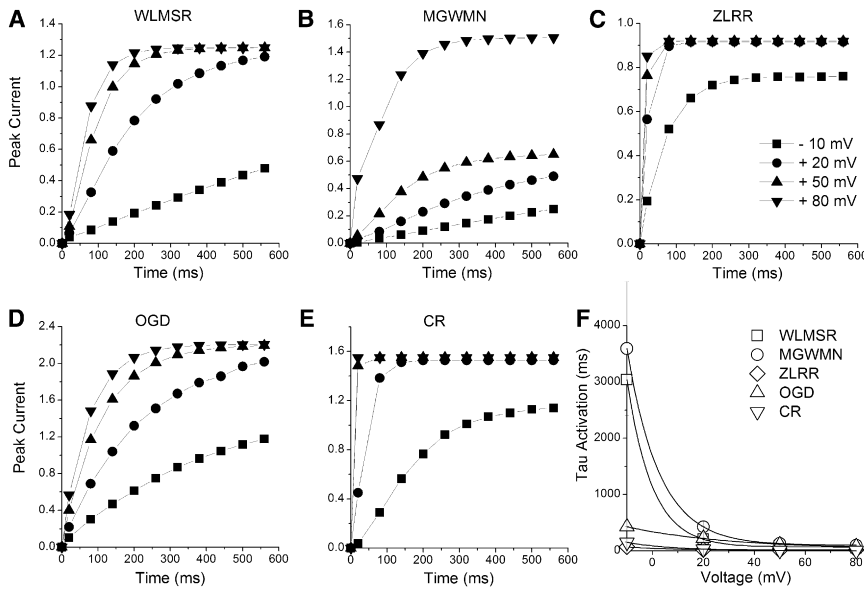 A
WLMSR
Peak Current
1.4
1.2
1.0
0.8
0.6
0.4
0.2
0.0
0 100 200 300 400 500 600
Time (ms)
B
MGWMN
1.6
1.4
1.2
1.0
0.8
0.6
0.4
0.2
0.0
0 100 200 300 400 500 600
Time (ms)
C
ZLRR
1.0
0.8
0.6
0.4
0.2
0.0
0 100 200 300 400 500 600
Time (ms)
- 10 mV
+ 20 mV
+ 50 mV
+ 80 mV
D
OGD
Peak Current
2.4
2.0
1.6
1.2
0.8
0.4
0.0
0 100 200 300 400 500 600
Time (ms)
E
CR
1.6
1.2
0.8
0.4
0.0
0 100 200 300 400 500 600
Time (ms)
F
Tau Activation (ms)
4000
3000
2000
1000
0
0 20 40 60 80
Voltage (mV)
WLMSR
MGWMN
ZLRR
OGD
CR